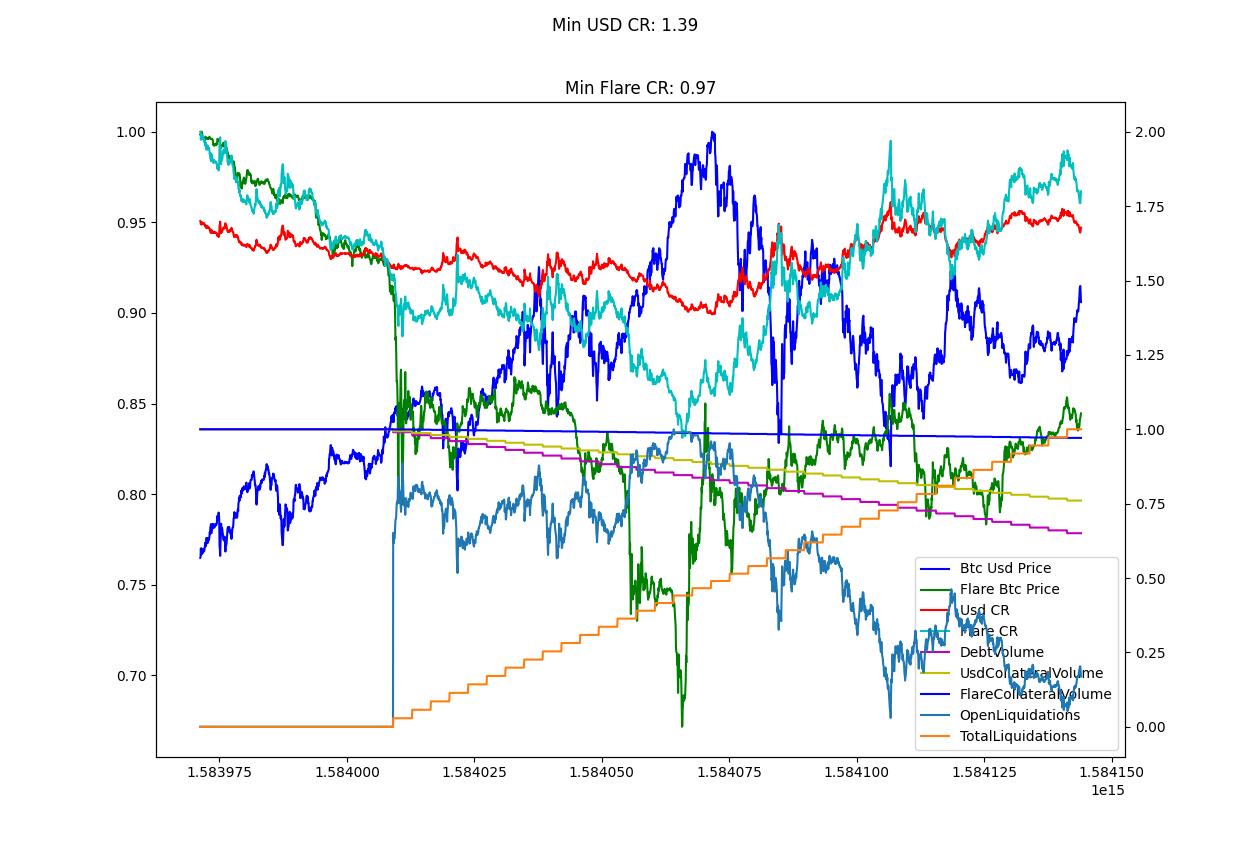 Min USD CR: 1.39
Min Flare CR: 0.97
1.00
0.95
0.90
0.85
0.80
0.75
0.70
2.00
1.75
1.50
1.25
1.00
0.75
0.50
0.25
0.00
Btc Usd Price
Flare Btc Price
Usd CR
Flare CR
DebtVolume
UsdCollateralVolume
FlareCollateralVolume
OpenLiquidations
TotalLiquidations
1.583975 1.584000 1.584025 1.584050 1.584075 1.584100 1.584125 1.584150
1e15